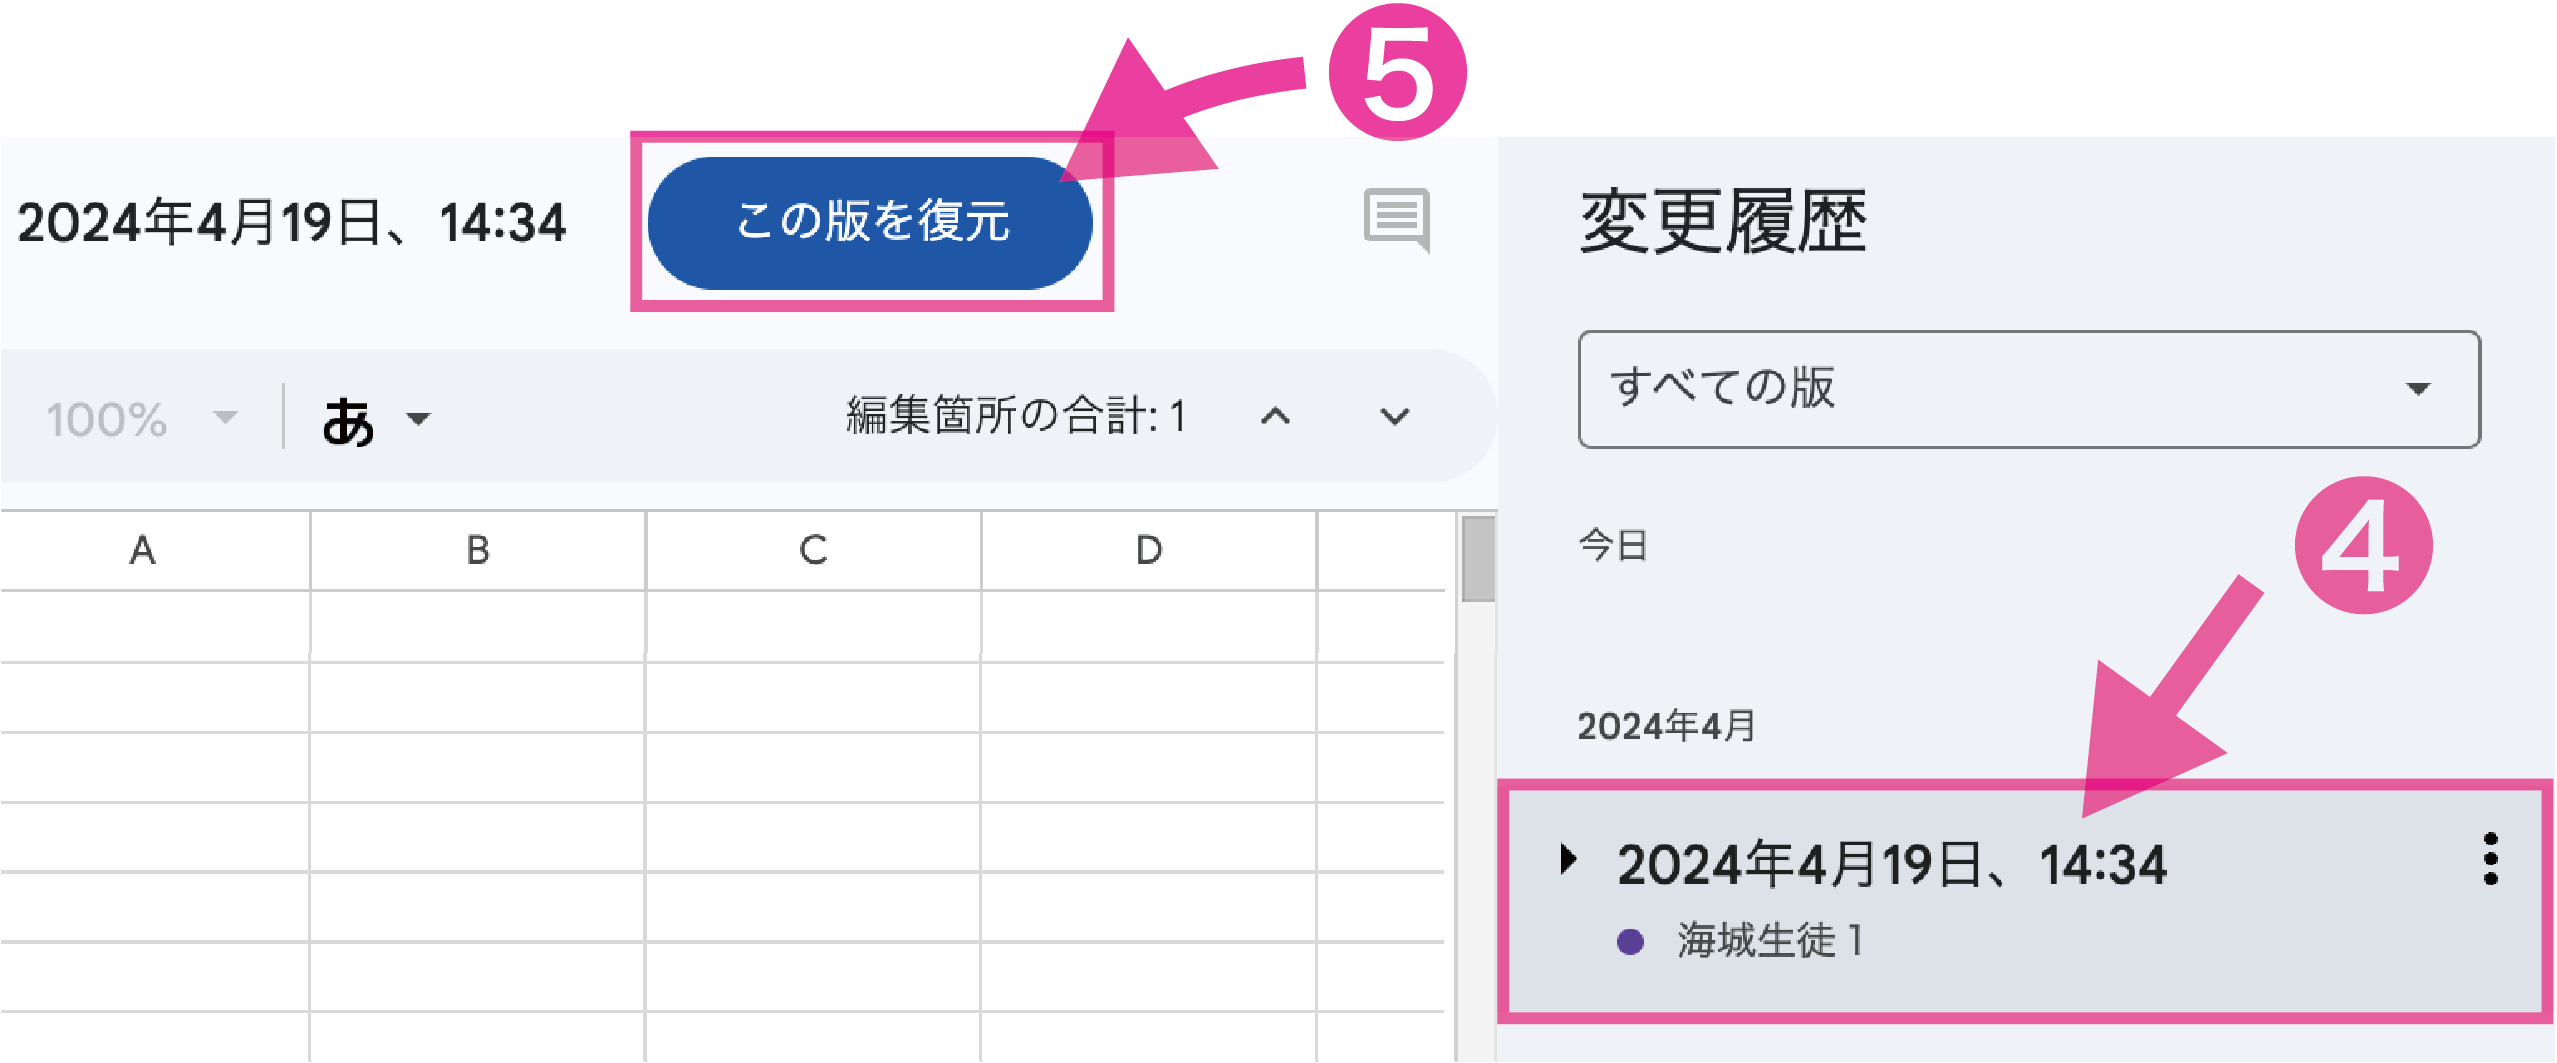 5
2024年4月19日、14:34
この版を復元
100%
あ
編集箇所の合計: 1
A
B
C
D
変更履歴
すべての版
今日
4
2024年4月
2024年4月19日、14:34
海城生徒 1